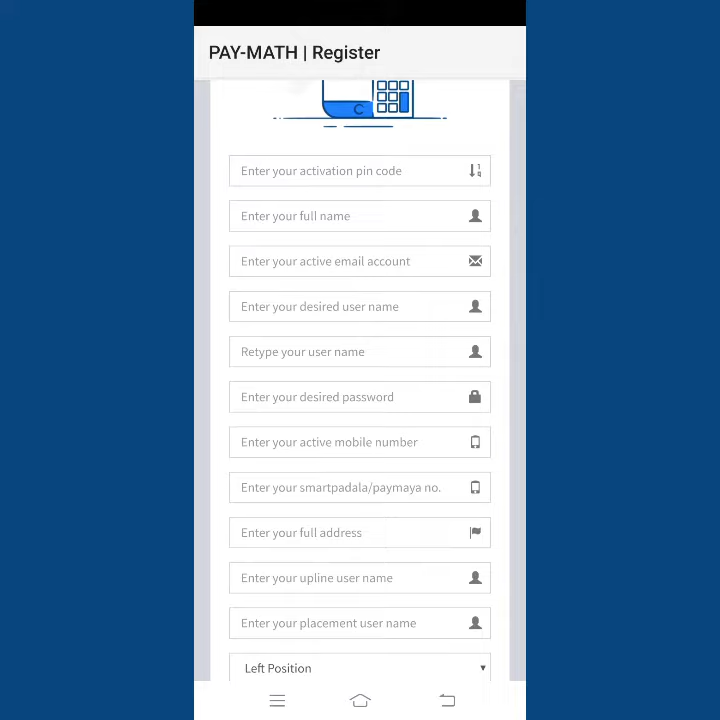 PAY-MATH | Register
Enter your activation pin code
Enter your full name
Enter your active email account
Enter your desired user name
Retype your user name
Enter your desired password
Enter your active mobile number
Enter your smartpadala/paymaya no.
Enter your full address
Enter your upline user name
Enter your placement user name
Left Position